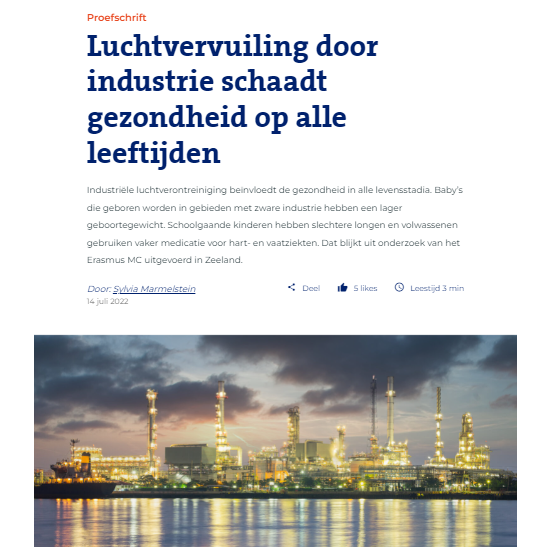 Proefschrift
Luchtvervuiling door
industrie schaadt
gezondheid op alle
leeftijden
Industriële luchtverontreiniging beïnvloedt de gezondheid in alle levensstadia. Baby's
die geboren worden in gebieden met zware industrie hebben een lager
geboortegewicht. Schoolgaande kinderen hebben slechtere longen en volwassenen
gebruiken vaker medicatie voor hart- en vaatziekten. Dat blijkt uit onderzoek van het
Erasmus MC uitgevoerd in Zeeland.
Door: Sylvia Marmelstein Deel 5 likes Leestijd 3 min
14 juli 2022